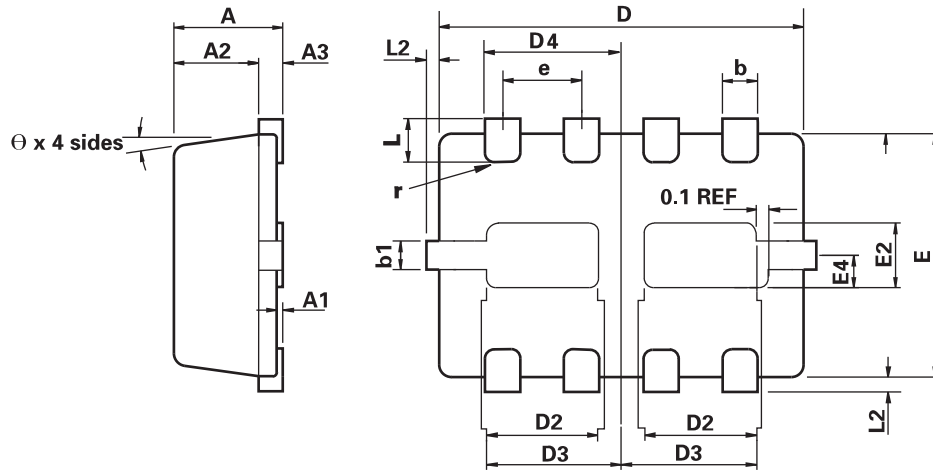 A
A2
A3
D
L2
D4
e
b
Θ x 4 sides
L
r
0.1 REF
b1
E2
E4
E
A1
L2
D2
D2
D3
D3